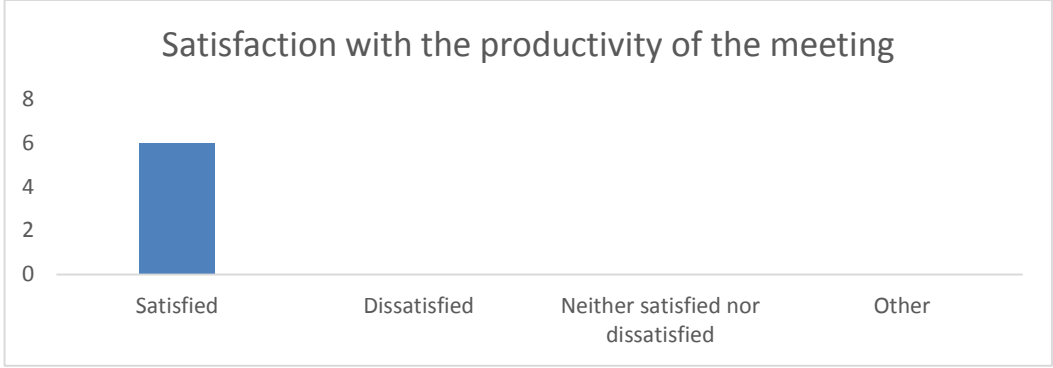 Satisfaction with the productivity of the meeting
8
6
4
2
0
Satisfied
Dissatisfied
Neither satisfied nor
dissatisfied
Other